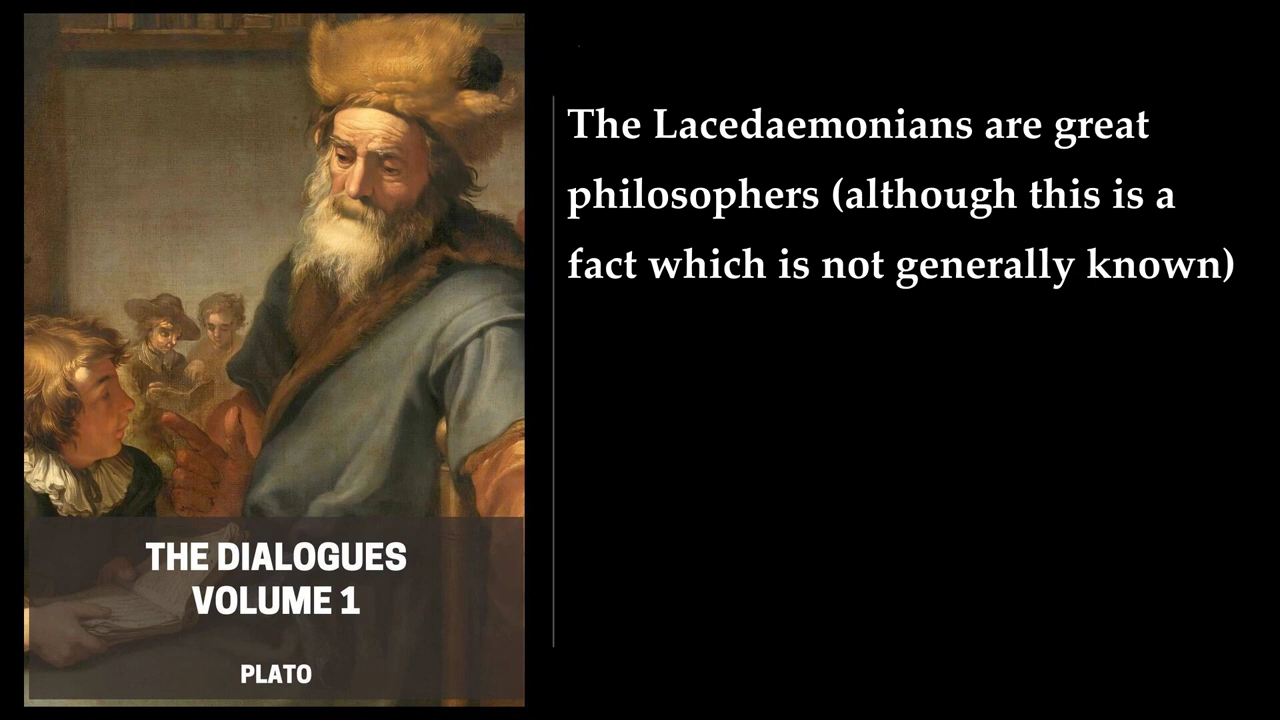 The Lacedaemonians are great
philosophers (although this is a
fact which is not generally known)
THE DIALOGUES
VOLUME 1
PLATO